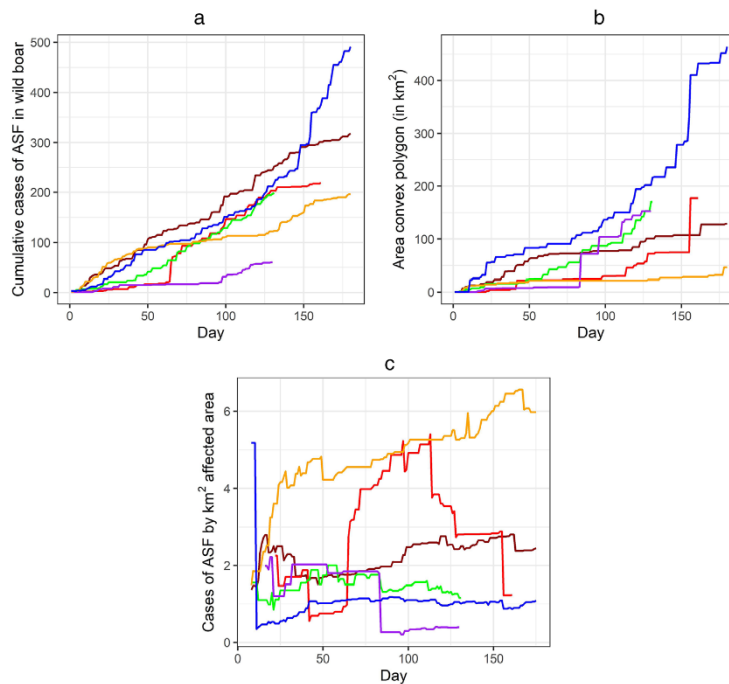 a
Cumulative cases of ASF in wild boar
500
400
300
200
100
0
0 50 100 150
Day
b
Area convex polygon (in km²)
400
300
200
100
0
0 50 100 150
Day
c
Cases of ASF by km² affected area
6
4
2
0
0 50 100 150
Day